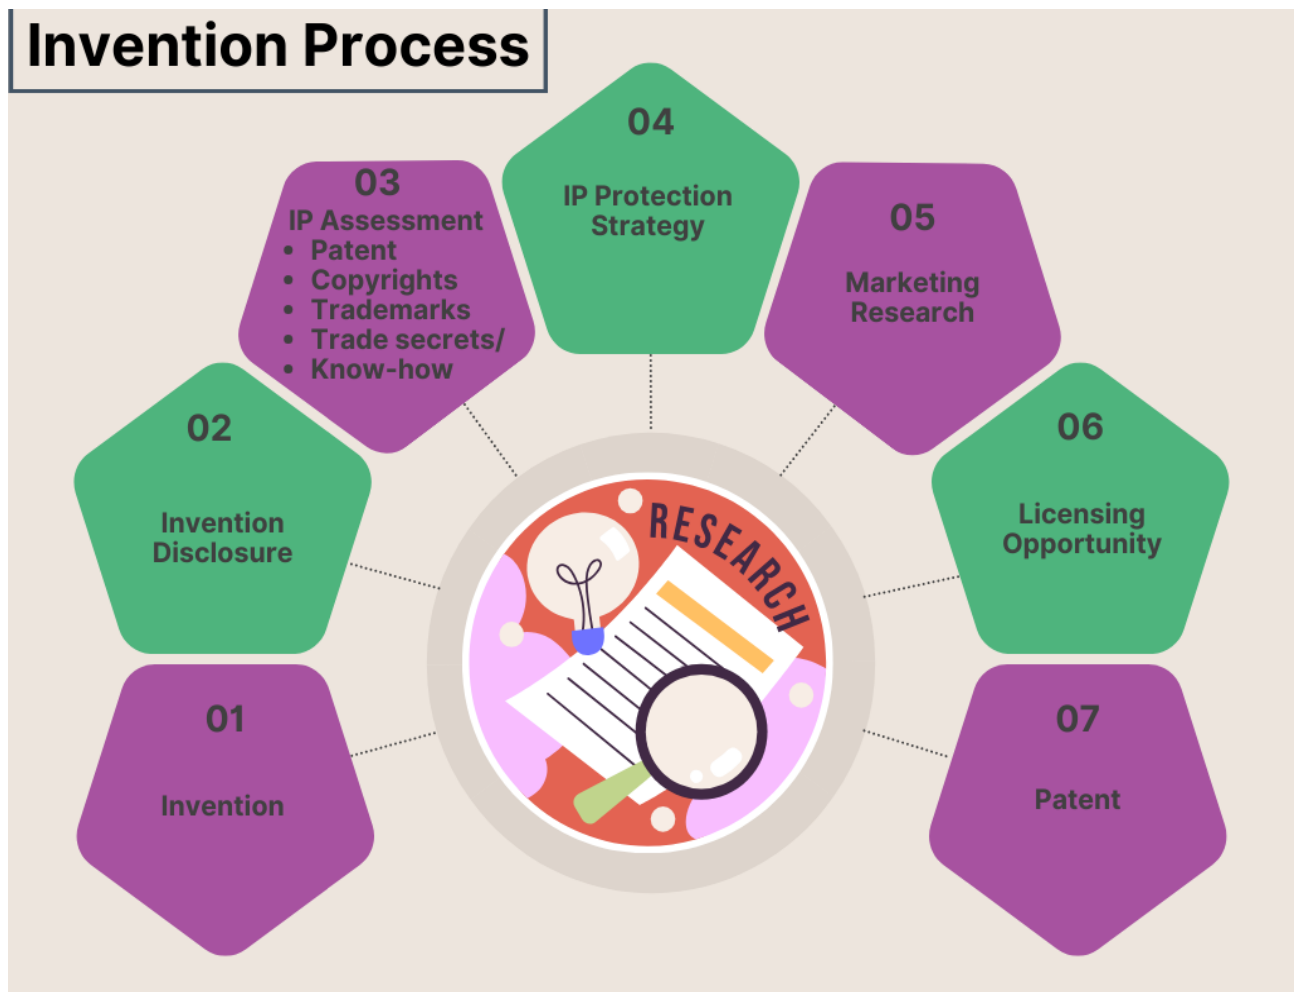 Invention Process
01
Invention
02
Invention
Disclosure
03
IP Assessment
• Patent
• Copyrights
• Trademarks
• Trade secrets/
• Know-how
04
IP Protection
Strategy
05
Marketing
Research
06
Licensing
Opportunity
07
Patent
RESEARCH